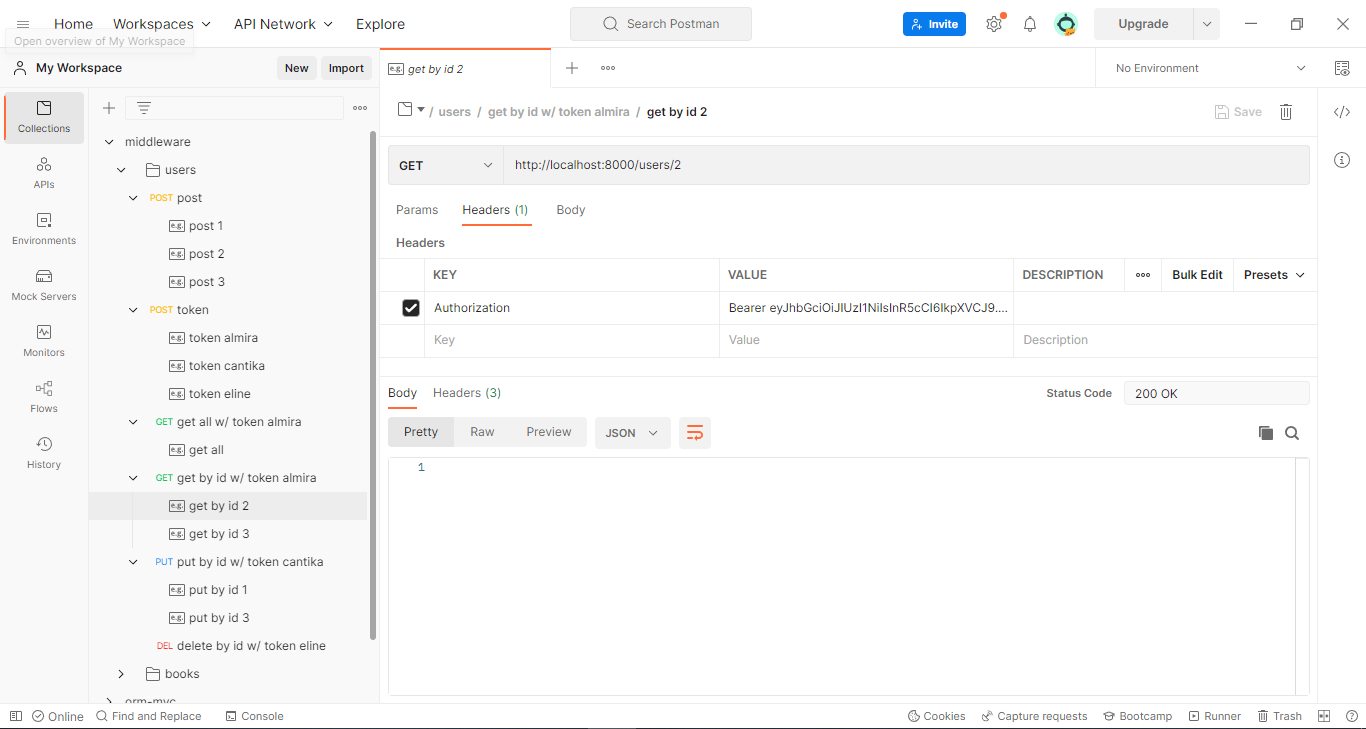 Home Workspaces API Network Explore Search Postman Invite Upgrade
Open overview of My Workspace
My Workspace New Import
e.g. get by id 2 No Environment
Collections
APIs
Environments
Mock Servers
Monitors
Flows
History
middleware
users
POST post
e.g. post 1
e.g. post 2
e.g. post 3
POST token
e.g. token almira
e.g. token cantika
e.g. token eline
GET get all w/ token almira
e.g. get all
GET get by id w/ token almira
e.g. get by id 2
e.g. get by id 3
PUT put by id w/ token cantika
e.g. put by id 1
e.g. put by id 3
DEL delete by id w/ token eline
books
orm-mvc
/ users / get by id w/ token almira / get by id 2 Save
GET http://localhost:8000/users/2
Params Headers (1) Body
Headers
KEY VALUE DESCRIPTION Bulk Edit Presets
Authorization Bearer eyJhbGciOiJIUzI1NiIsInR5cCI6IkpXVCJ9....
Key Value Description
Body Headers (3) Status Code 200 OK
Pretty Raw Preview JSON
1
Online Find and Replace Console Cookies Capture requests Bootcamp Runner Trash